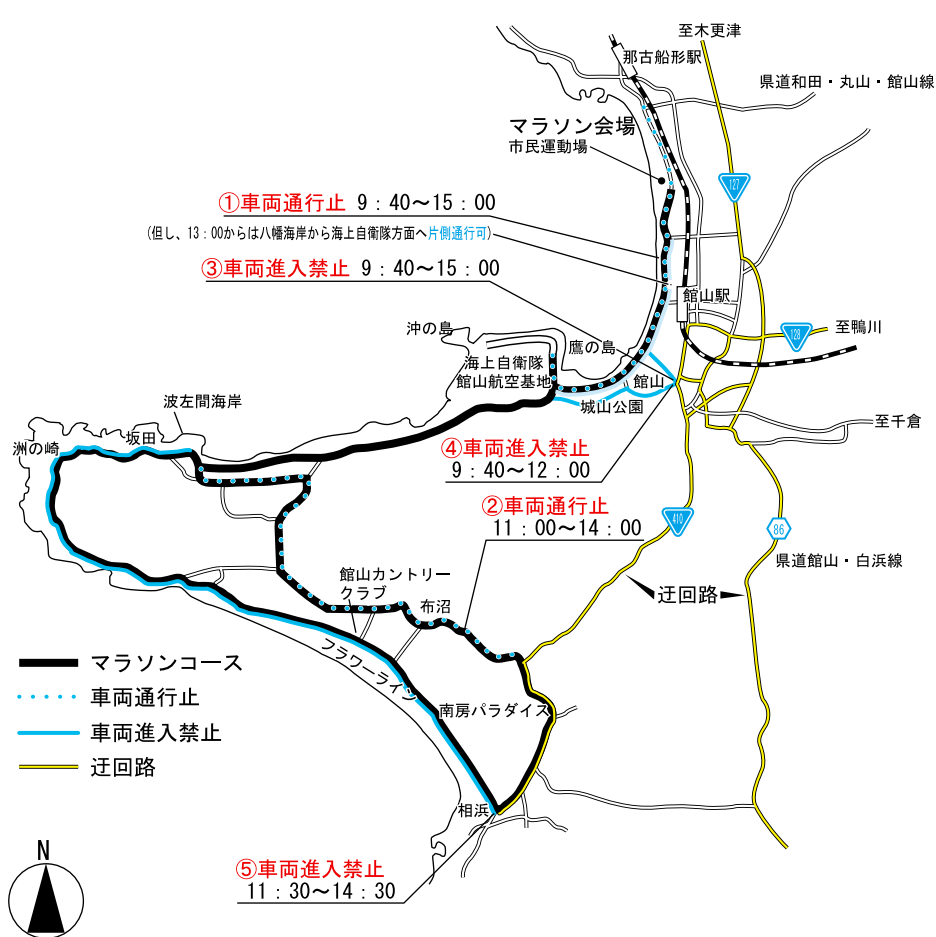 至木更津
那古船形駅
県道和田・丸山・館山線
マラソン会場
市民運動場
127
①車両通行止 9：40～15：00
(但し、13：00からは八幡海岸から海上自衛隊方面へ片側通行可)
③車両進入禁止 9：40～15：00
館山駅
沖の島
鷹の島
128
至鴨川
海上自衛隊
館山航空基地
館山
城山公園
波左間海岸
坂田
洲の崎
至千倉
④車両進入禁止
9：40～12：00
②車両通行止
11：00～14：00
410
86
県道館山・白浜線
館山カントリー
クラブ
布沼
迂回路
フラワーライン
マラソンコース
車両通行止
車両進入禁止
迂回路
南房パラダイス
相浜
N
⑤車両進入禁止
11：30～14：30